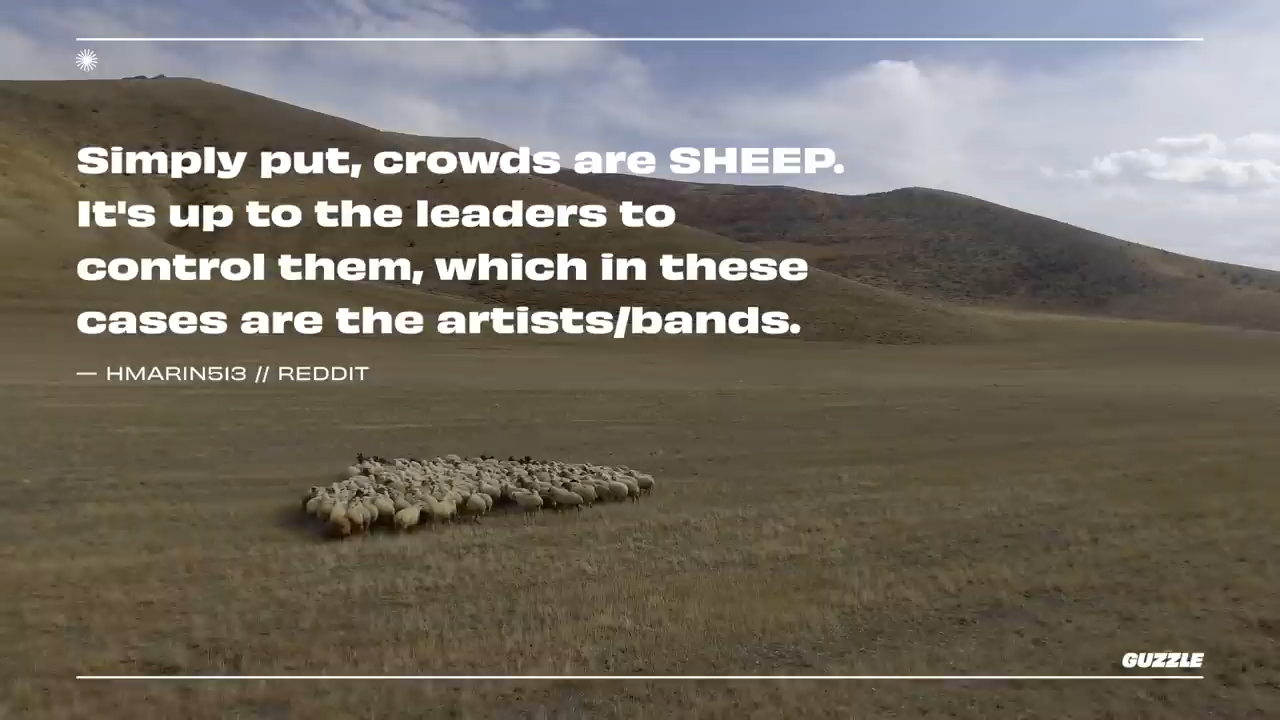 Simply put, crowds are SHEEP.
It's up to the leaders to
control them, which in these
cases are the artists/bands.
— HMARIN513 // REDDIT
GUZZLE